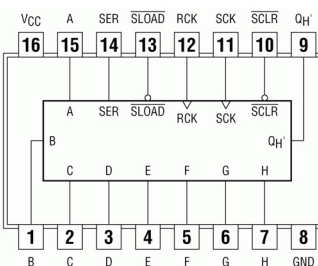 VCC A SER SLOAD RCK SCK SCLR QH'
16 15 14 13 12 11 10 9
A SER SLOAD RCK SCK SCLR
B QH'
C D E F G H
1 2 3 4 5 6 7 8
B C D E F G H GND